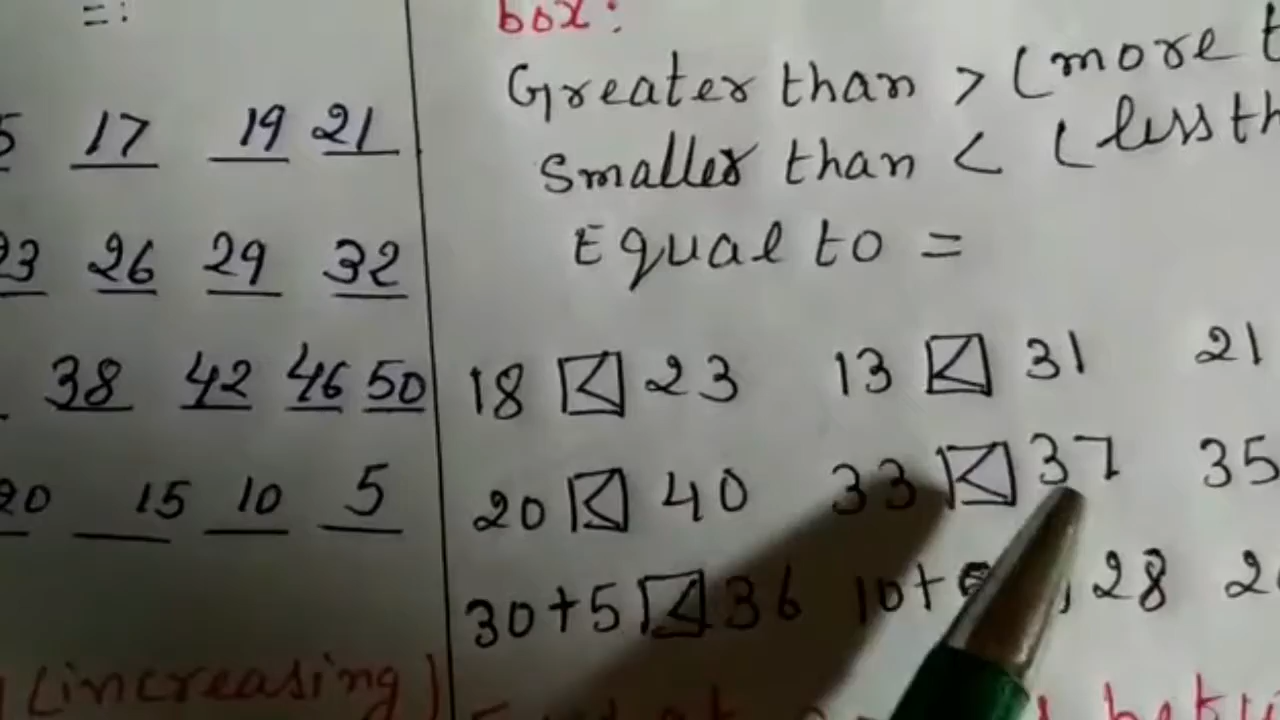 =:
17 19 21
23 26 29 32
38 42 46 50
20 15 10 5
(increasing)
box:
Greater than > (more
Smaller than < (less
Equal to =
18 < 23 13 < 31 21
20 < 40 33 < 37 35
30+5 < 36 10+ 28